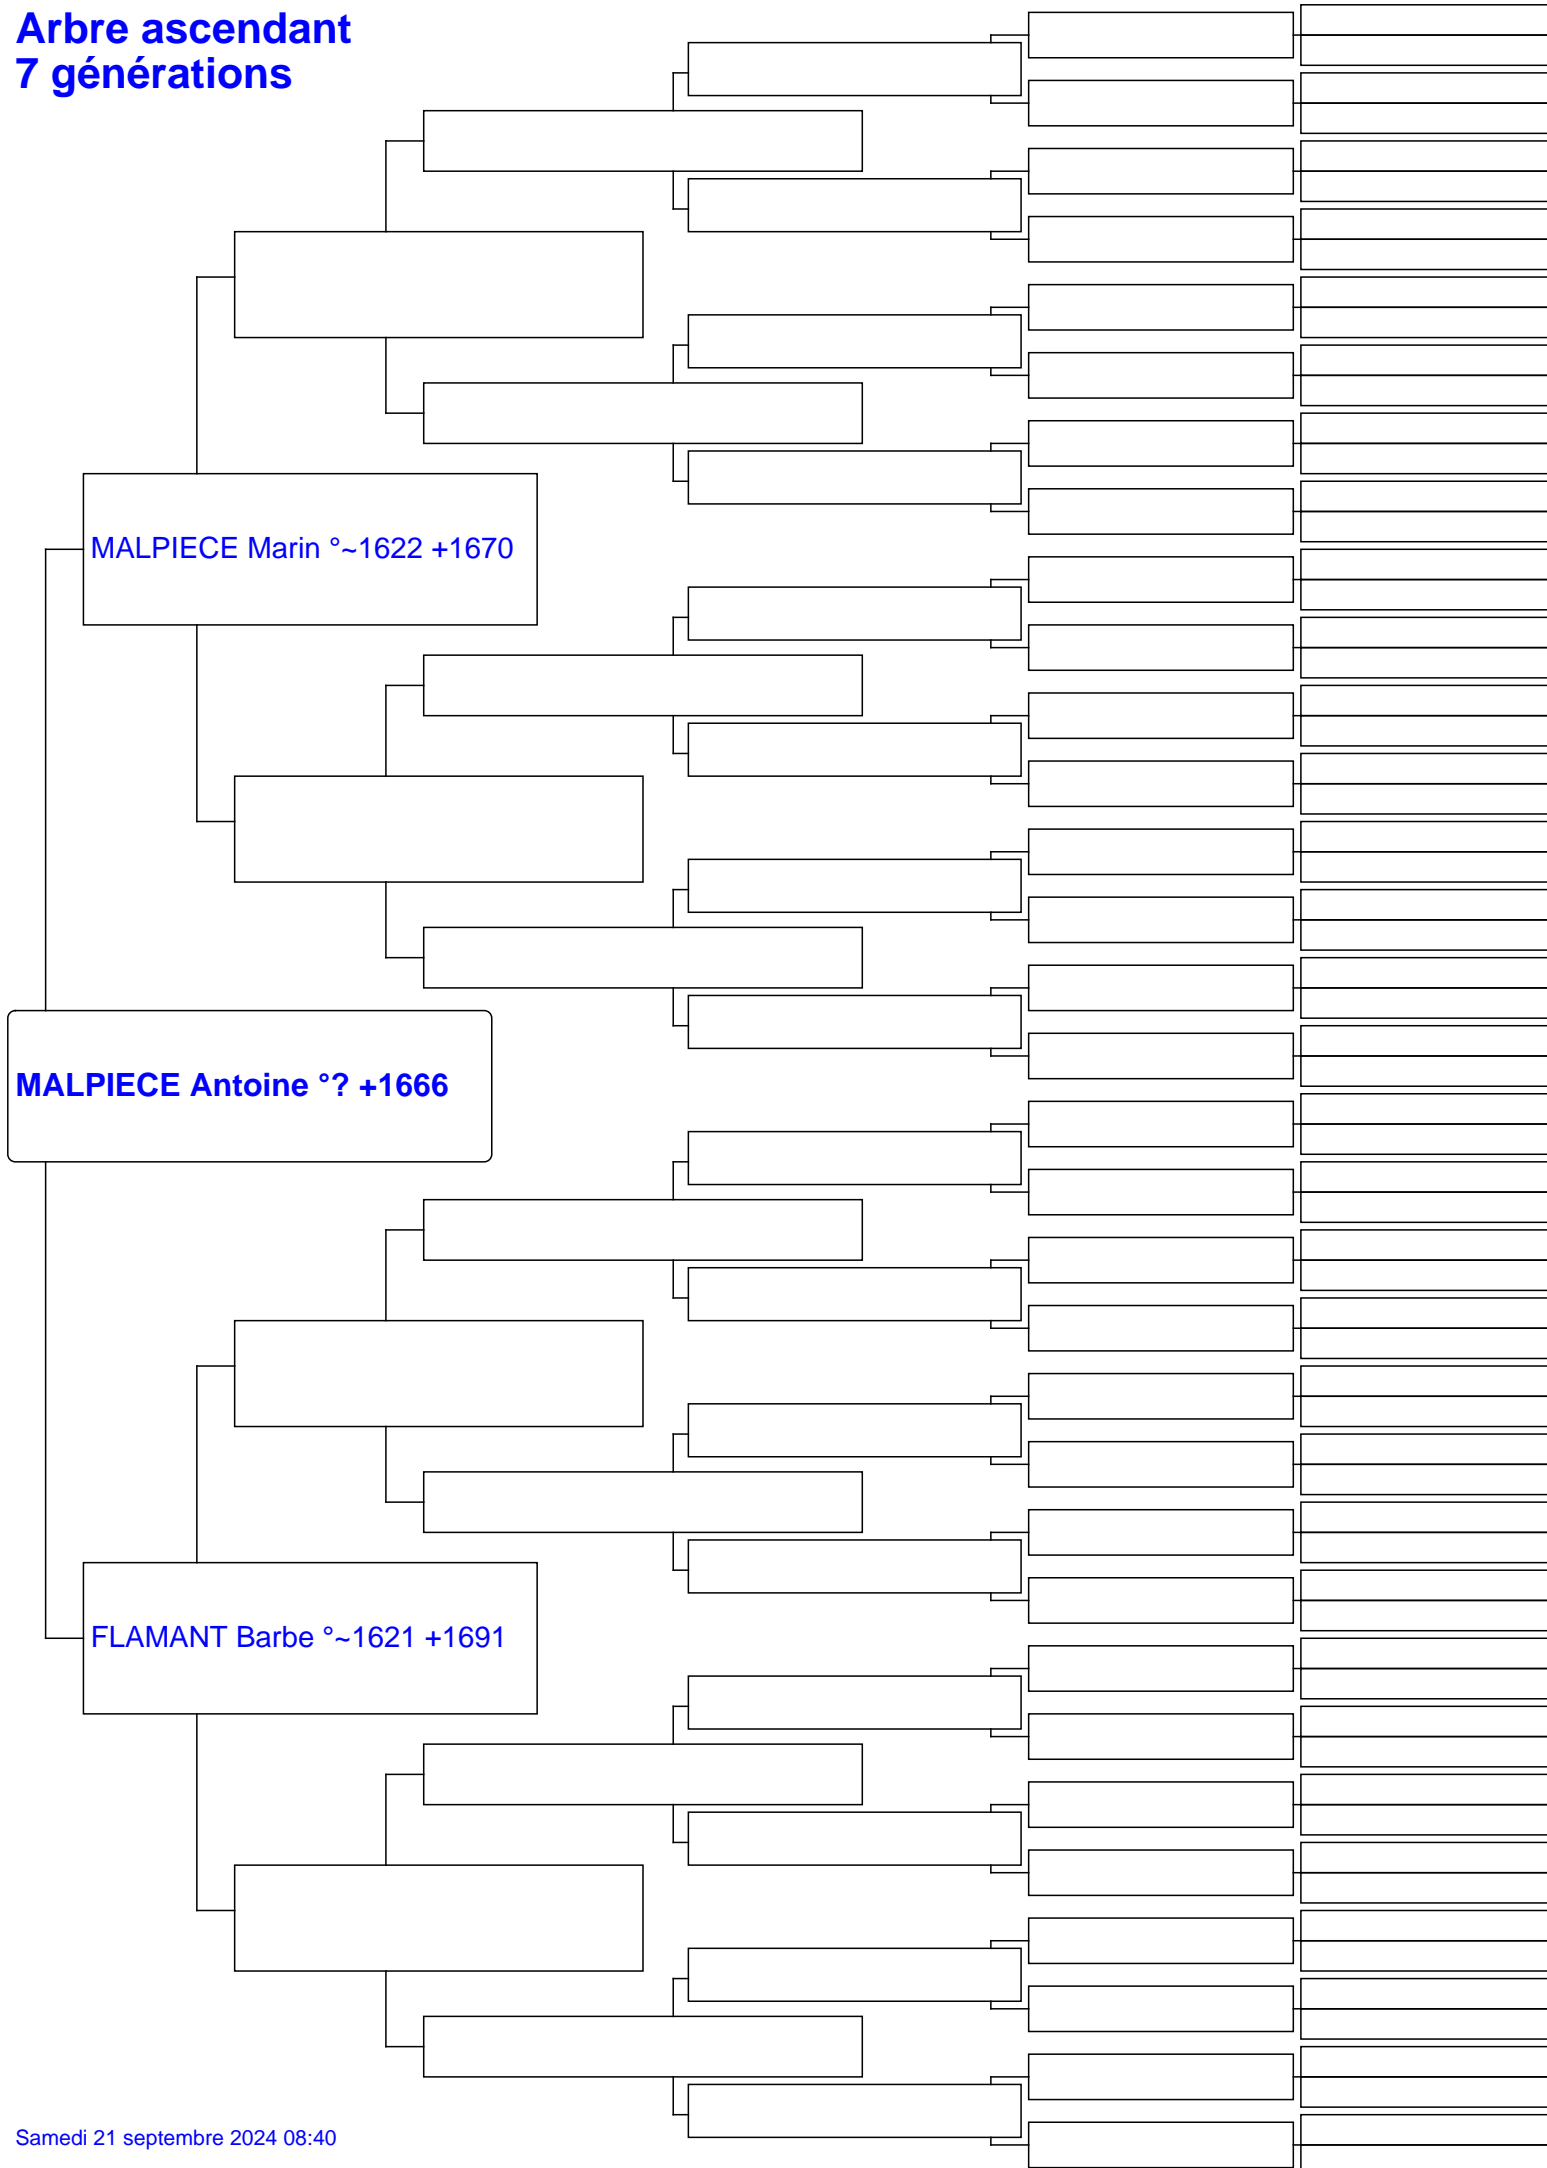 Arbre ascendant
7 générations
MALPIECE Marin °~1622 +1670
MALPIECE Antoine °? +1666
FLAMANT Barbe °~1621 +1691
Samedi 21 septembre 2024 08:40